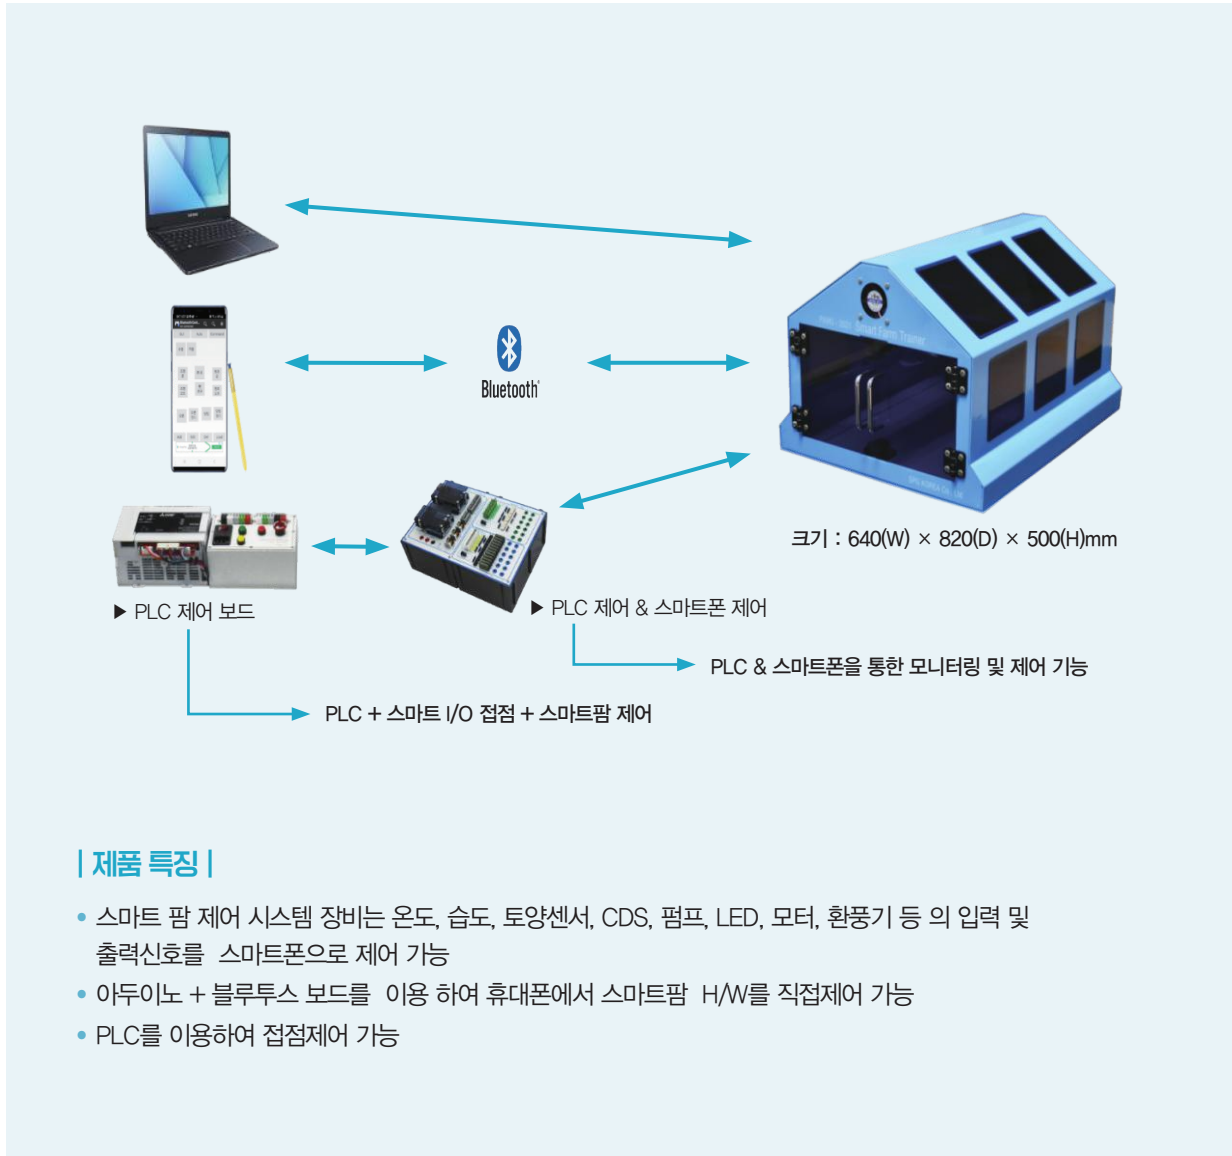 Bluetooth
Smart Farm Trainer
크기 : 640(W) × 820(D) × 500(H)mm
▶ PLC 제어 보드
▶ PLC 제어 & 스마트폰 제어
PLC & 스마트폰을 통한 모니터링 및 제어 기능
PLC + 스마트 I/O 접점 + 스마트팜 제어
| 제품 특징 |
• 스마트 팜 제어 시스템 장비는 온도, 습도, 토양센서, CDS, 펌프, LED, 모터, 환풍기 등 의 입력 및
출력신호를 스마트폰으로 제어 가능
• 아두이노 + 블루투스 보드를 이용 하여 휴대폰에서 스마트팜 H/W를 직접제어 가능
• PLC를 이용하여 접점제어 가능